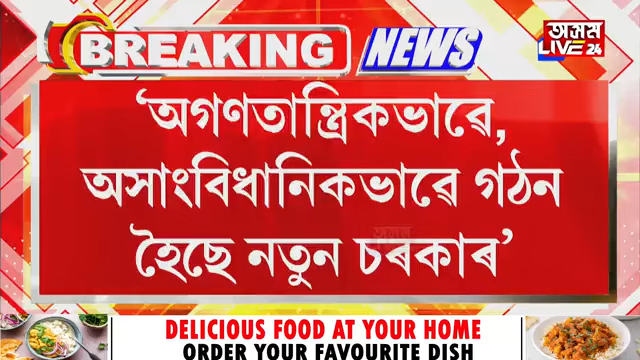 BREAKING NEWS
অসম
LIVE 24
‘অগণতান্ত্ৰিকভাৱে,
অসাংবিধানিকভাৱে গঠন
হৈছে নতুন চৰকাৰ’
DELICIOUS FOOD AT YOUR HOME
ORDER YOUR FAVOURITE DISH